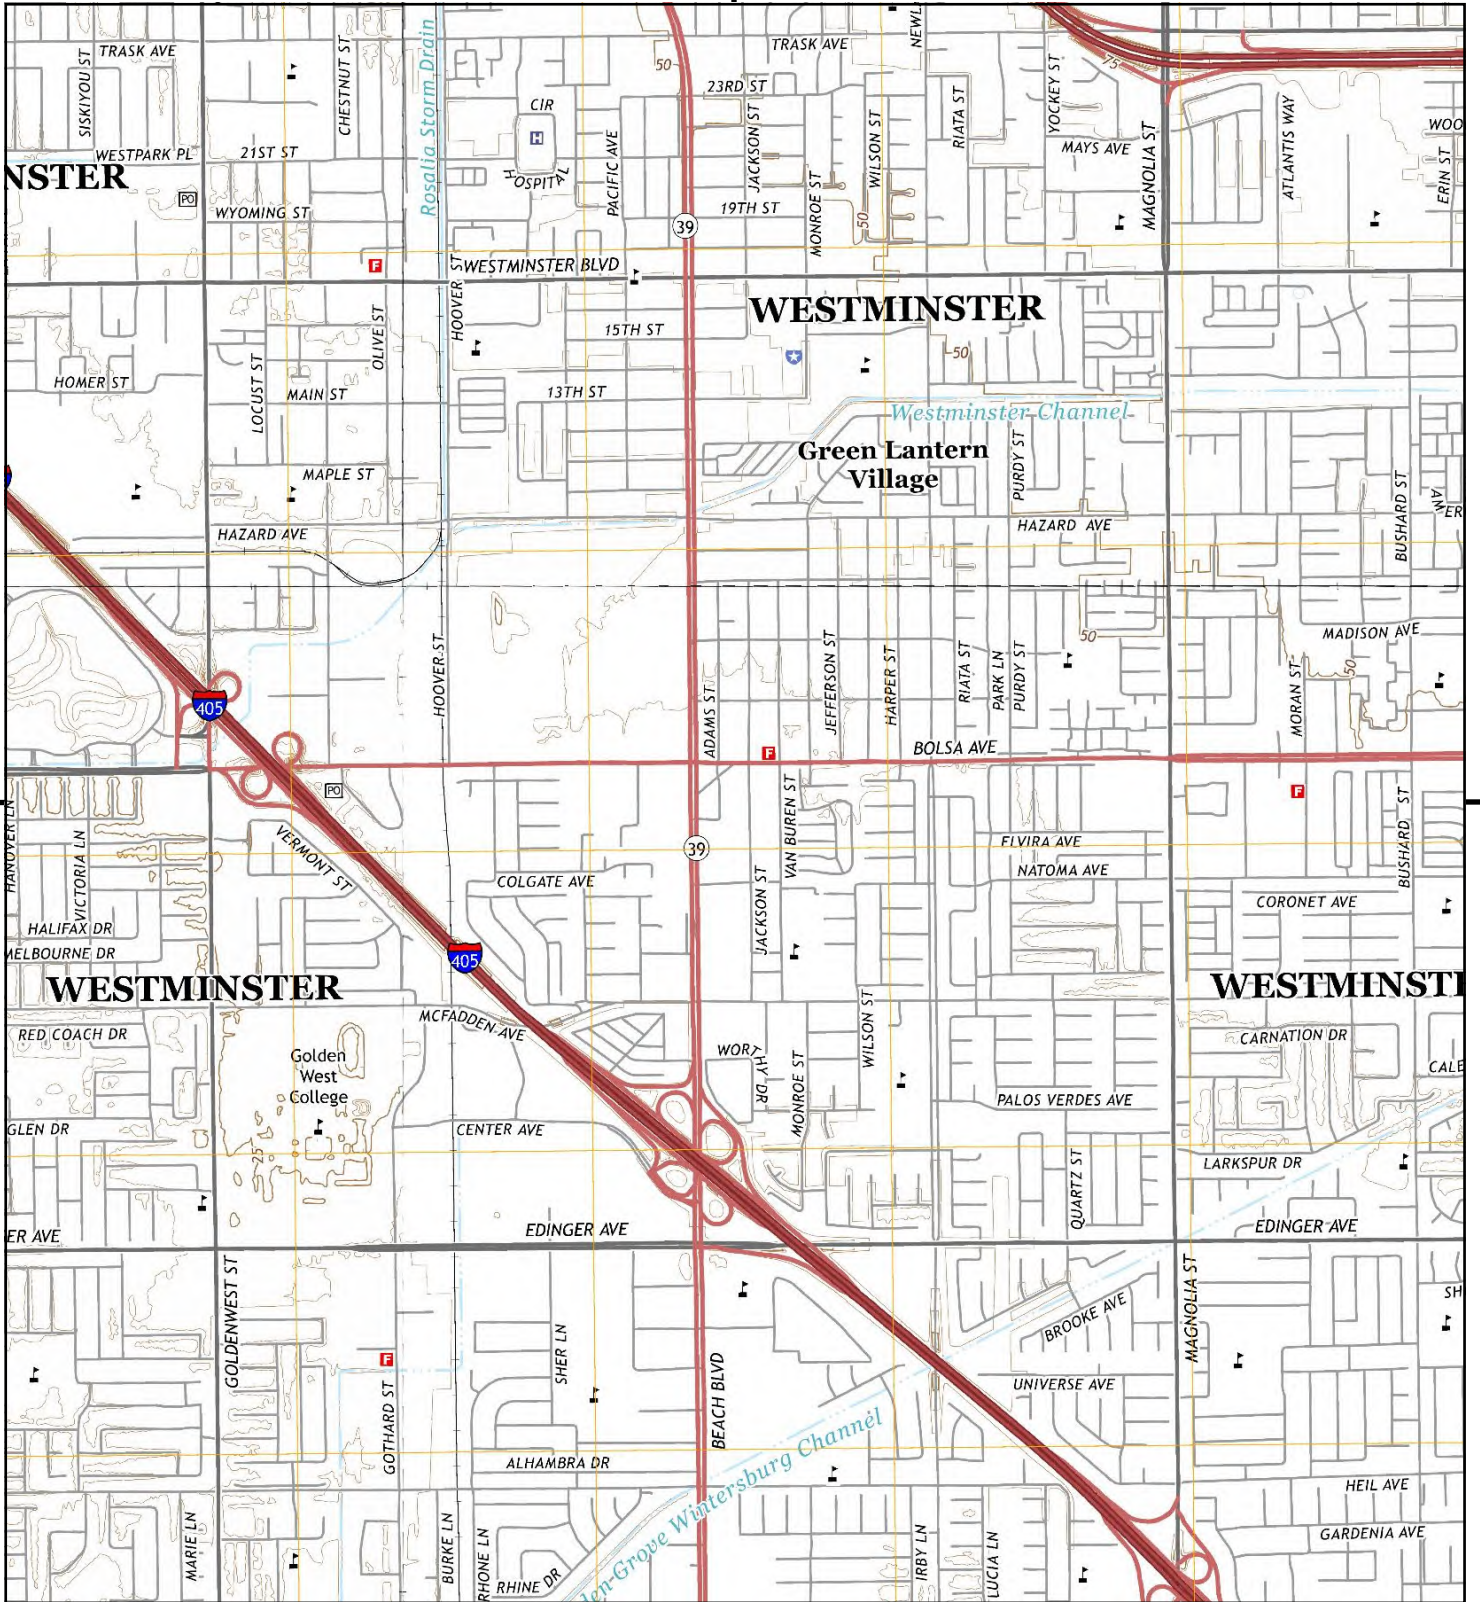 TRASK AVE
SISKIYOU ST
CHESTNUT ST
Rosalia Storm Drain
50
TRASK AVE
75
23RD ST
YOCKEY ST
CIR
H
HOSPITAL
PACIFIC AVE
JACKSON ST
WILSON ST
RIATA ST
MAYS AVE
MAGNOLIA ST
ATLANTIS WAY
ERIN ST
WESTPARK PL
21ST ST
NSTER
PO
WYOMING ST
19TH ST
MONROE ST
50
39
F
WESTMINSTER BLVD
HOOVER ST
WESTMINSTER
15TH ST
OLIVE ST
LOCUST ST
50
HOMER ST
MAIN ST
13TH ST
Westminster Channel
Green Lantern
Village
PURDY ST
MAPLE ST
BUSHARD ST
HAZARD AVE
HAZARD AVE
50
MADISON AVE
HOOVER ST
JEFFERSON ST
HARPER ST
RIATA ST
PARK LN
PURDY ST
MORAN ST
50
405
ADAMS ST
F
BOLSA AVE
PO
VAN BUREN ST
F
BUSHARD ST
HANOVER LN
VICTORIA LN
VERMONT ST
39
ELVIRA AVE
NATOMA AVE
COLGATE AVE
JACKSON ST
CORONET AVE
HALIFAX DR
MELBOURNE DR
405
WESTMINSTER
WESTMINSTE
RED COACH DR
MCFADDEN AVE
WILSON ST
CARNATION DR
Golden
West
College
WORTHY DR
MONROE ST
CALE
PALOS VERDES AVE
GLEN DR
CENTER AVE
25
QUARTZ ST
LARKSPUR DR
ER AVE
EDINGER AVE
EDINGER AVE
GOLDENWEST ST
MAGNOLIA ST
SH
BROOKE AVE
F
SHER LN
BEACH BLVD
UNIVERSE AVE
GOTHARD ST
den-Grove Wintersburg Channel
ALHAMBRA DR
HEIL AVE
MARIE LN
BURKE LN
RHONE LN
RHINE DR
IRBY LN
LUCIA LN
GARDENIA AVE